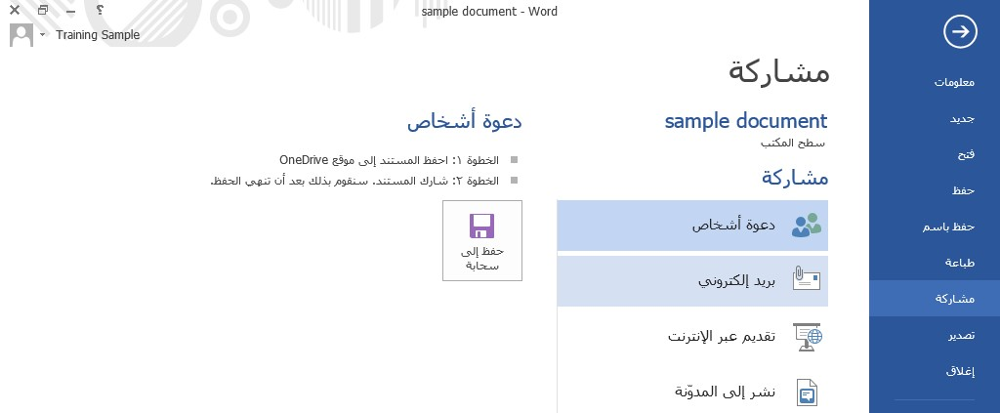 sample document - Word
Training Sample
معلومات
جديد
فتح
حفظ
حفظ باسم
طباعة
مشاركة
تصدير
إغلاق
مشاركة
sample document
سطح المكتب
مشاركة
دعوة أشخاص
بريد إلكتروني
تقديم عبر الإنترنت
نشر إلى المدوّنة
دعوة أشخاص
الخطوة ١: احفظ المستند إلى موقع OneDrive
الخطوة ٢: شارك المستند. سنقوم بذلك بعد أن تنهي الحفظ.
حفظ إلى
سحابة